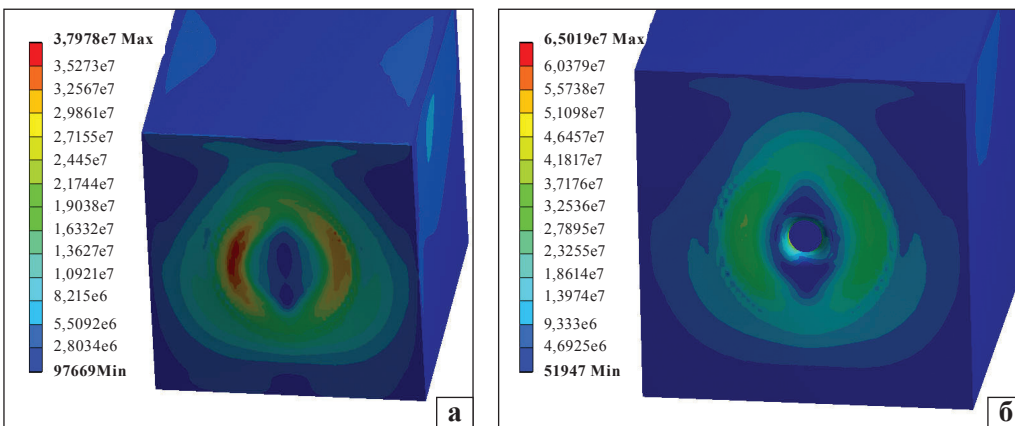 3,7978e7 Max
3,5273e7
3,2567e7
2,9861e7
2,7155e7
2,445e7
2,1744e7
1,9038e7
1,6332e7
1,3627e7
1,0921e7
8,215e6
5,5092e6
2,8034e6
97669Min
а
6,5019e7 Max
6,0379e7
5,5738e7
5,1098e7
4,6457e7
4,1817e7
3,7176e7
3,2536e7
2,7895e7
2,3255e7
1,8614e7
1,3974e7
9,333e6
4,6925e6
51947 Min
б